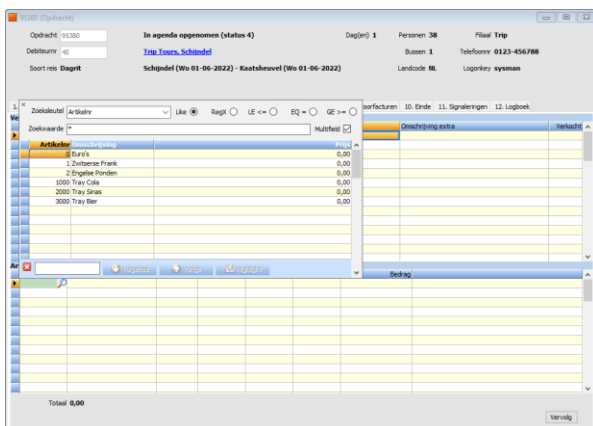 95380 (Opdracht)
Opdracht 95380 In agenda opgenomen (status 4) Dag(en) 1 Personen 38 Filiaal Trip
Debiteurnr 40 Trip Tours, Schijndel Bussen 1 Telefoonnr 0123-456788
Soort reis Dagrit Schijndel (Wo 01-06-2022) - Kaatsheuvel (Wo 01-06-2022) Landcode NL Logonkey sysman
1. oorfacturen 10. Einde 11. Signaleringen 12. Logboek
Ve Omschrijving extra Verkocht
Zoeksleutel Artikelnr Like RegX LE <= EQ = GE >=
Zoekwaarde * Multifield
Artikelnr Omschrijving Prijs
0 Euro's 0,00
1 Zwitserse Frank 0,00
2 Engelse Ponden 0,00
1000 Tray Cola 0,00
2000 Tray Sinas 0,00
3000 Tray Bier 0,00
Ar Bedrag
Totaal 0,00
Vervolg